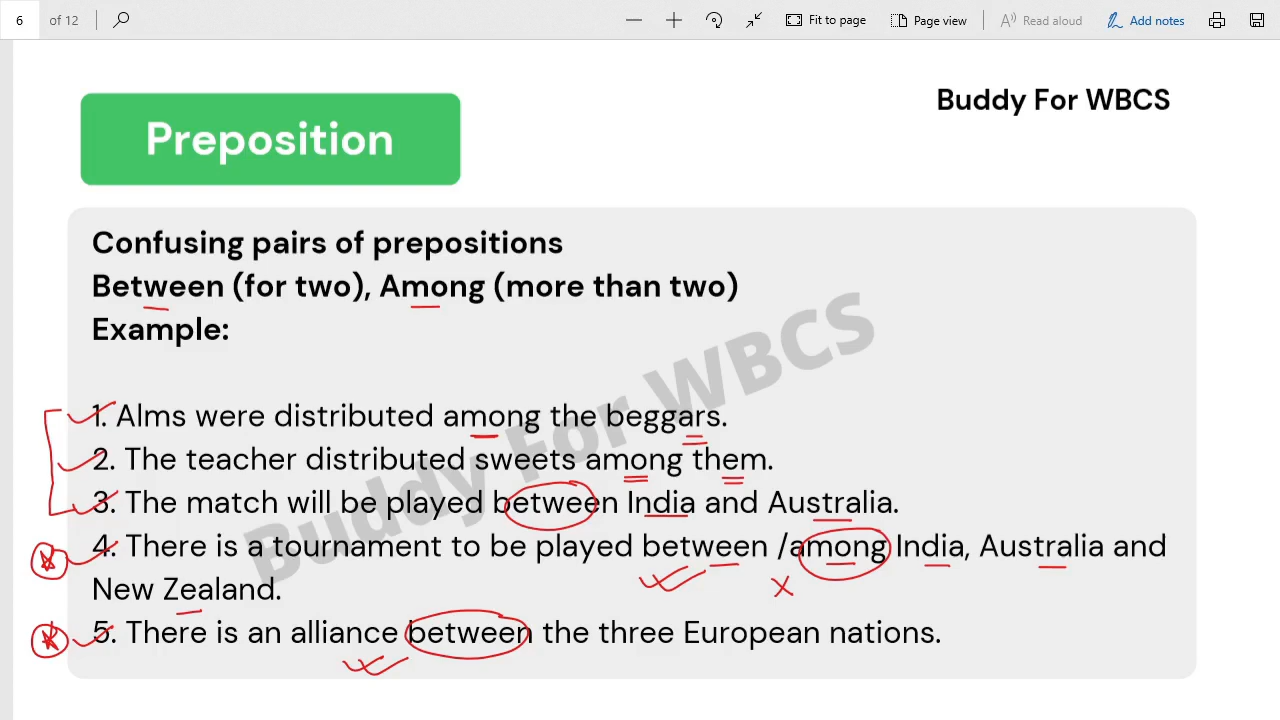 6 of 12 Fit to page Page view Read aloud Add notes
Buddy For WBCS
Preposition
Confusing pairs of prepositions
Between (for two), Among (more than two)
Example:
1. Alms were distributed among the beggars.
2. The teacher distributed sweets among them.
3. The match will be played between India and Australia.
4. There is a tournament to be played between /among India, Australia and
New Zealand.
5. There is an alliance between the three European nations.
Buddy For WBCS